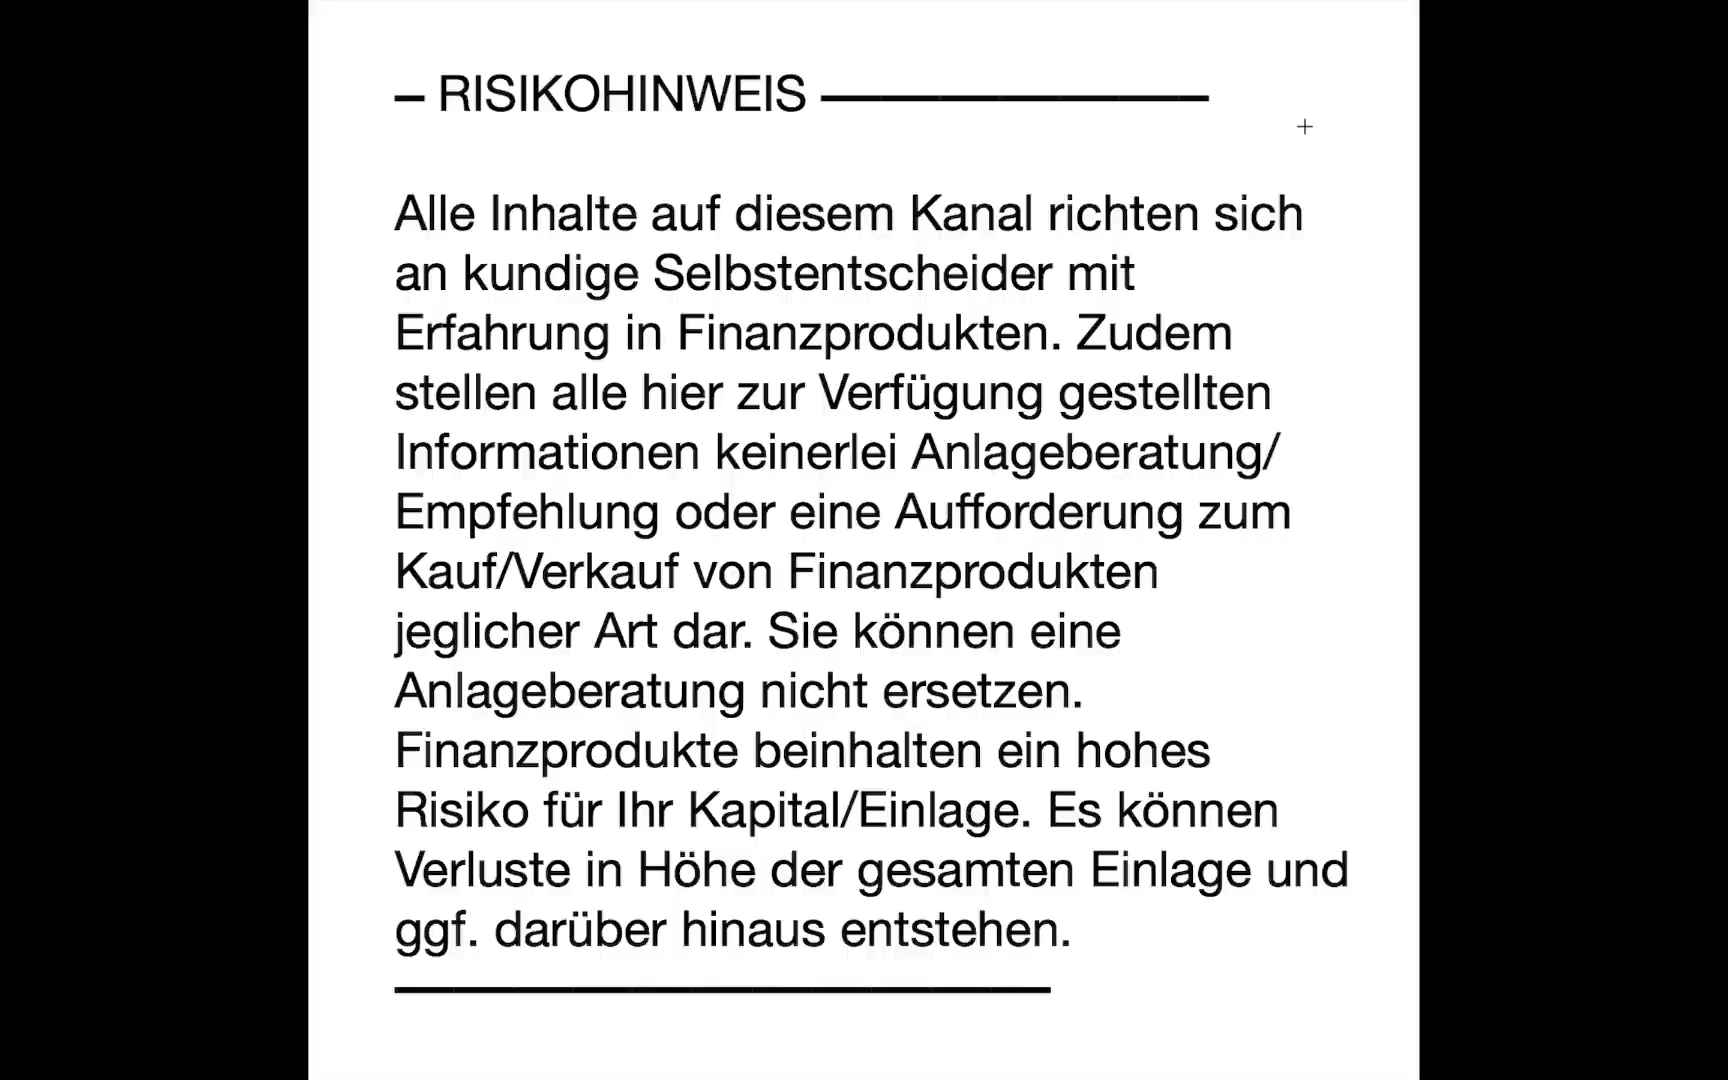 – RISIKOHINWEIS —————————
Alle Inhalte auf diesem Kanal richten sich
an kundige Selbstentscheider mit
Erfahrung in Finanzprodukten. Zudem
stellen alle hier zur Verfügung gestellten
Informationen keinerlei Anlageberatung/
Empfehlung oder eine Aufforderung zum
Kauf/Verkauf von Finanzprodukten
jeglicher Art dar. Sie können eine
Anlageberatung nicht ersetzen.
Finanzprodukte beinhalten ein hohes
Risiko für Ihr Kapital/Einlage. Es können
Verluste in Höhe der gesamten Einlage und
ggf. darüber hinaus entstehen.